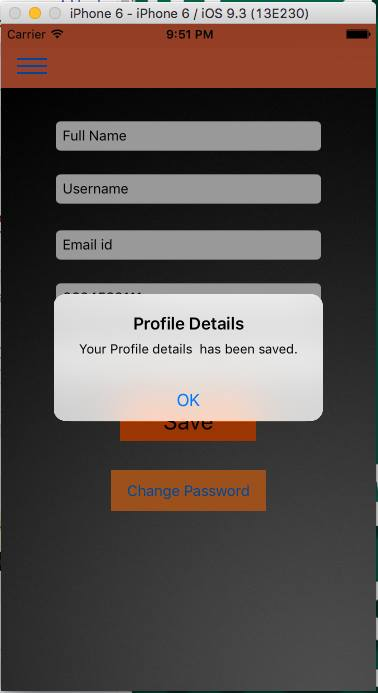 iPhone 6 - iPhone 6 / iOS 9.3 (13E230)
Carrier 9:51 PM
Full Name
Username
Email id
Profile Details
Your Profile details  has been saved.
OK
Save
Change Password